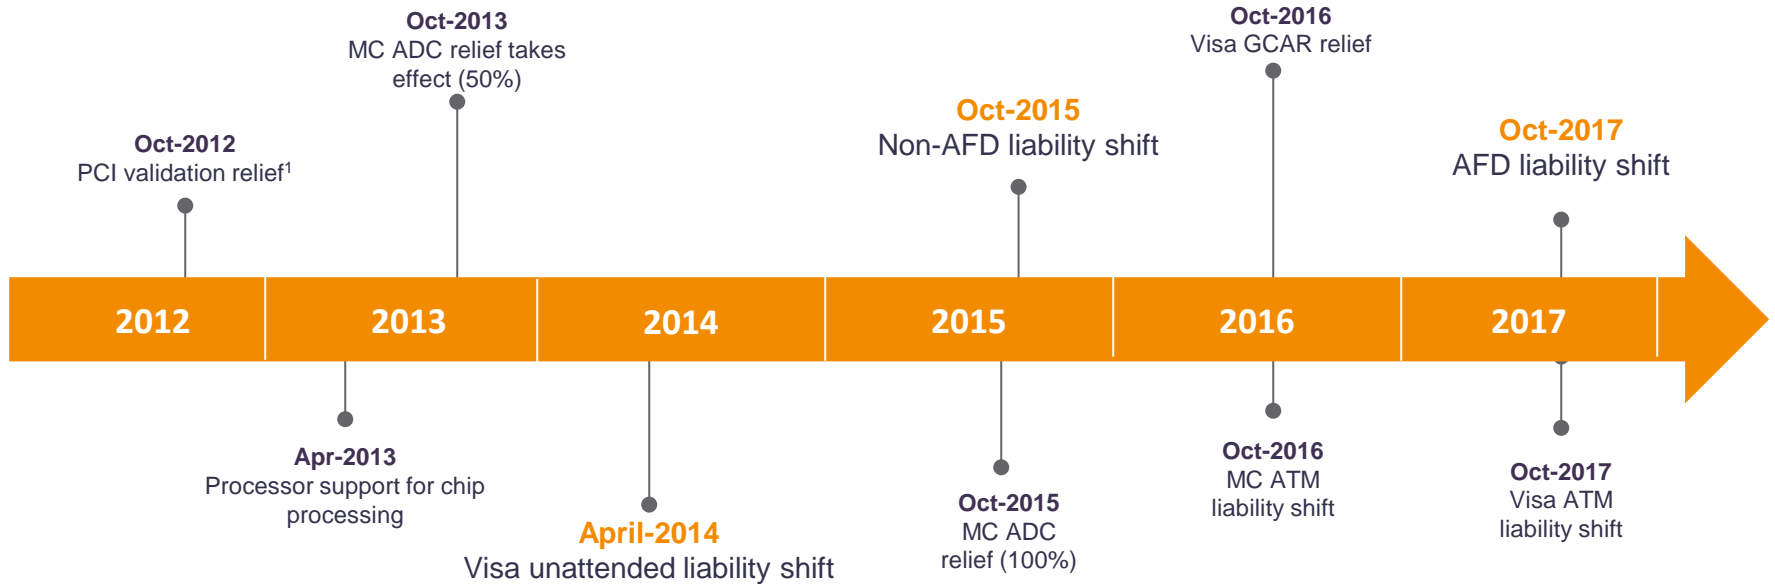 Oct-2013
MC ADC relief takes
effect (50%)
Oct-2016
Visa GCAR relief
Oct-2012
PCI validation relief¹
Oct-2015
Non-AFD liability shift
Oct-2017
AFD liability shift
2012
2013
2014
2015
2016
2017
Apr-2013
Processor support for chip
processing
April-2014
Visa unattended liability shift
Oct-2015
MC ADC
relief (100%)
Oct-2016
MC ATM
liability shift
Oct-2017
Visa ATM
liability shift